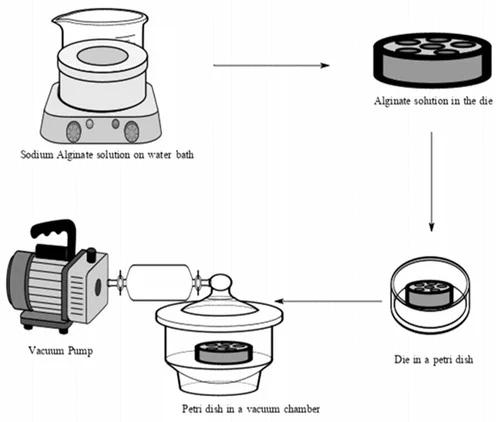 Sodium Alginate solution on water bath
Alginate solution in the die
Die in a petri dish
Vacuum Pump
Petri dish in a vacuum chamber